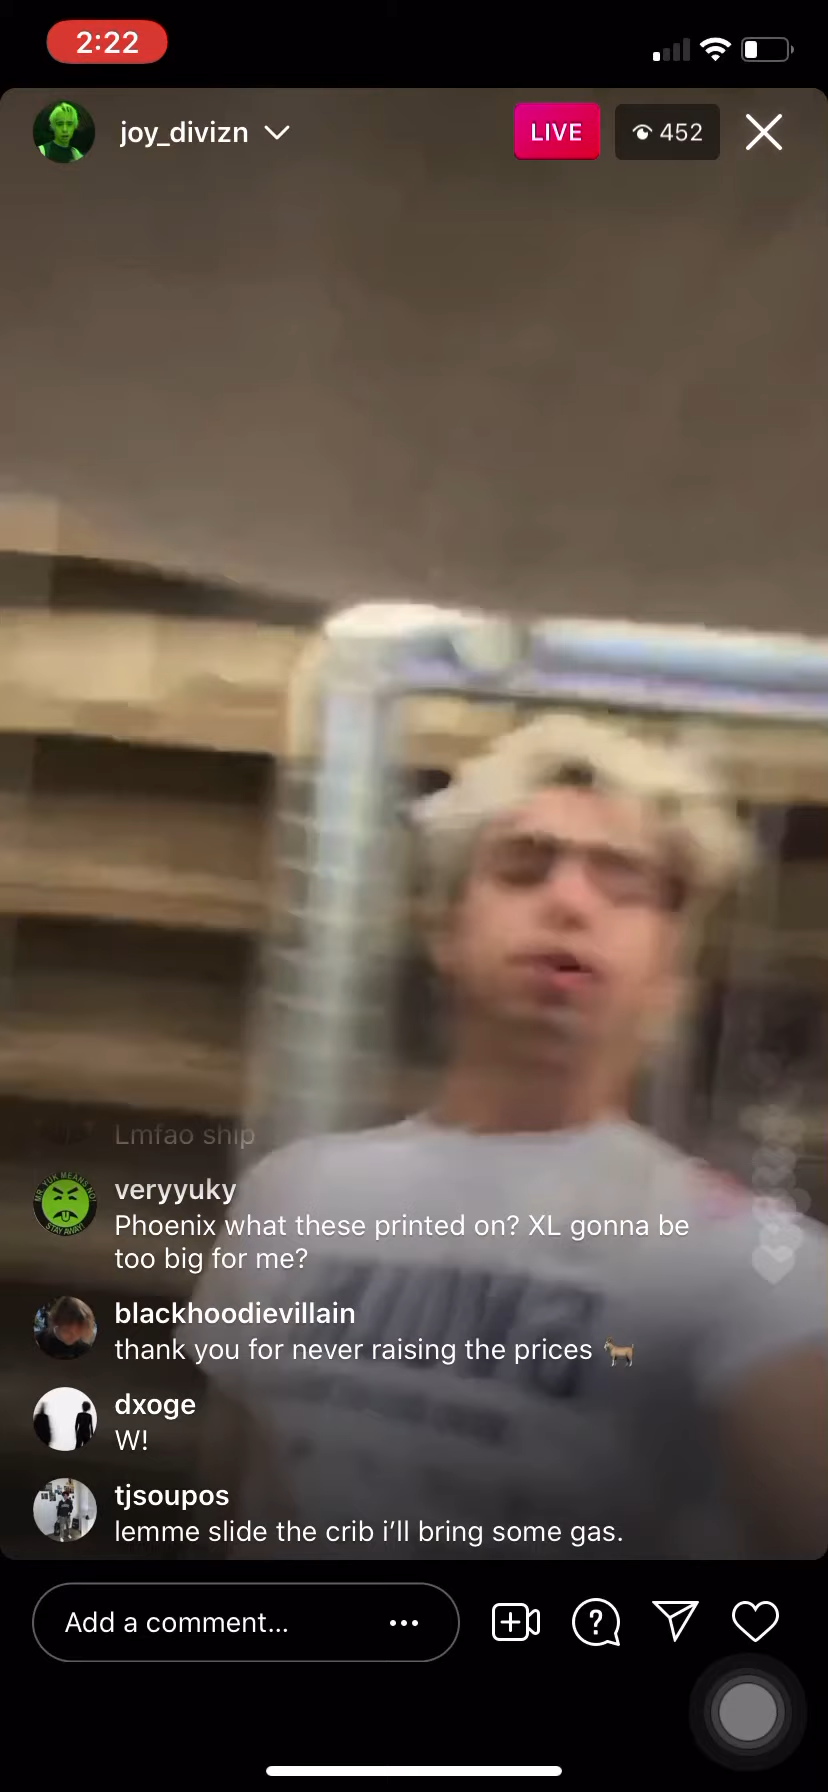 2:22
joy_divizn
LIVE
452
Lmfao ship
veryyuky
Phoenix what these printed on? XL gonna be
too big for me?
blackhoodievillain
thank you for never raising the prices 🐐
dxoge
W!
tjsoupos
lemme slide the crib i’ll bring some gas.
Add a comment...